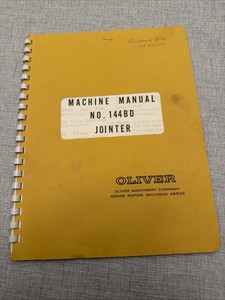 MACHINE MANUAL
NO. 144BD
JOINTER
OLIVER
OLIVER MACHINERY COMPANY
GRAND RAPIDS, MICHIGAN 49502